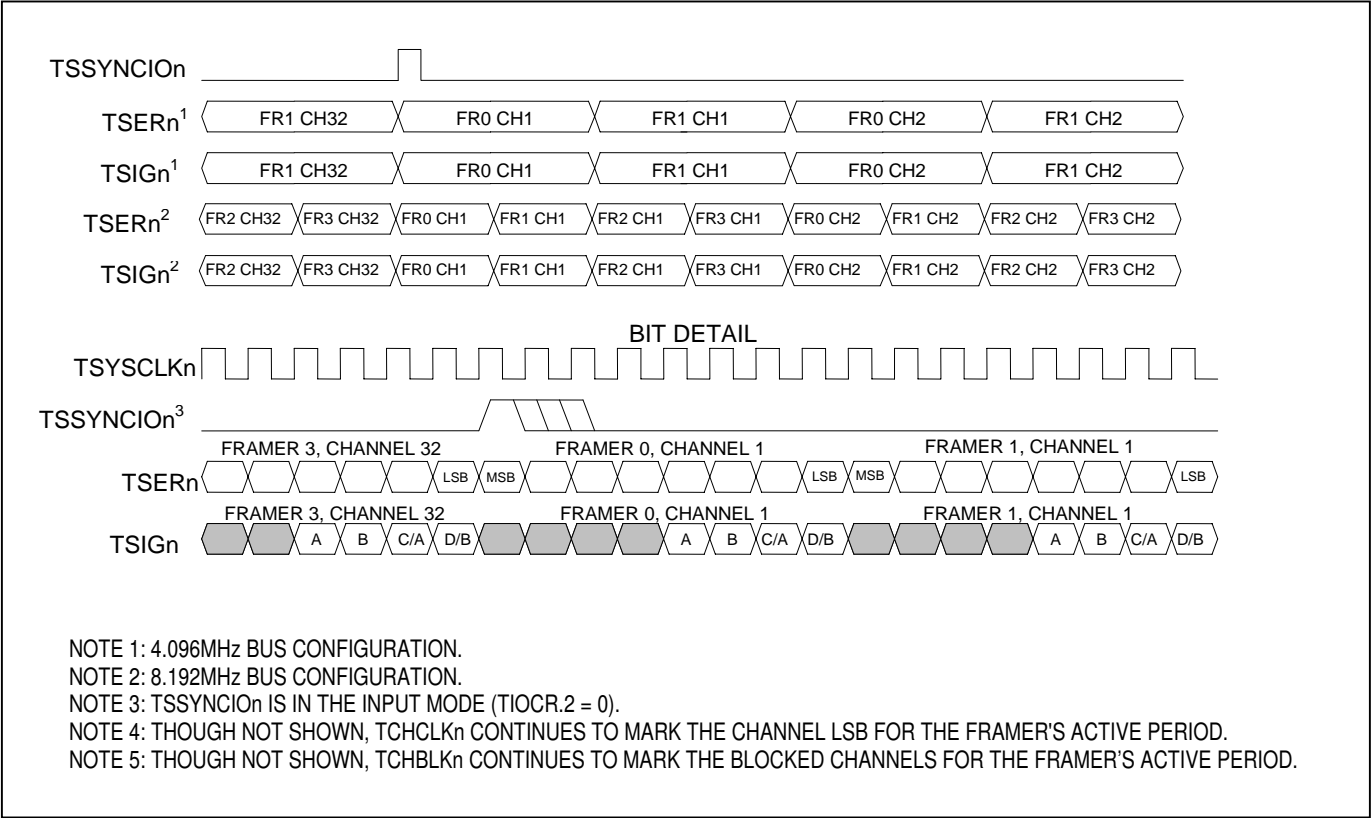 TSSYNCIOn
TSERn1 FR1 CH32 FR0 CH1 FR1 CH1 FR0 CH2 FR1 CH2
TSIGn1 FR1 CH32 FR0 CH1 FR1 CH1 FR0 CH2 FR1 CH2
TSERn2 FR2 CH32 FR3 CH32 FR0 CH1 FR1 CH1 FR2 CH1 FR3 CH1 FR0 CH2 FR1 CH2 FR2 CH2 FR3 CH2
TSIGn2 FR2 CH32 FR3 CH32 FR0 CH1 FR1 CH1 FR2 CH1 FR3 CH1 FR0 CH2 FR1 CH2 FR2 CH2 FR3 CH2
BIT DETAIL
TSYSCLKn
TSSYNCIOn3
FRAMER 3, CHANNEL 32 FRAMER 0, CHANNEL 1 FRAMER 1, CHANNEL 1
TSERn LSB MSB LSB MSB LSB
FRAMER 3, CHANNEL 32 FRAMER 0, CHANNEL 1 FRAMER 1, CHANNEL 1
TSIGn A B C/A D/B A B C/A D/B A B C/A D/B
NOTE 1: 4.096MHz BUS CONFIGURATION.
NOTE 2: 8.192MHz BUS CONFIGURATION.
NOTE 3: TSSYNCIOn IS IN THE INPUT MODE (TIOCR.2 = 0).
NOTE 4: THOUGH NOT SHOWN, TCHCLKn CONTINUES TO MARK THE CHANNEL LSB FOR THE FRAMER'S ACTIVE PERIOD.
NOTE 5: THOUGH NOT SHOWN, TCHBLKn CONTINUES TO MARK THE BLOCKED CHANNELS FOR THE FRAMER’S ACTIVE PERIOD.